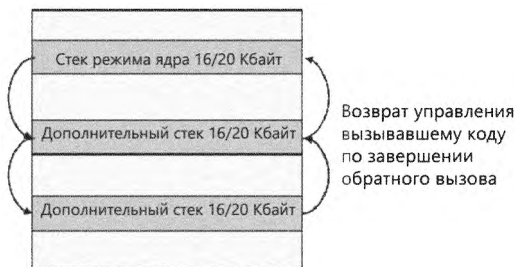 Стек режима ядра 16/20 Кбайт
Дополнительный стек 16/20 Кбайт
Дополнительный стек 16/20 Кбайт
Возврат управления
вызывавшему коду
по завершении
обратного вызова